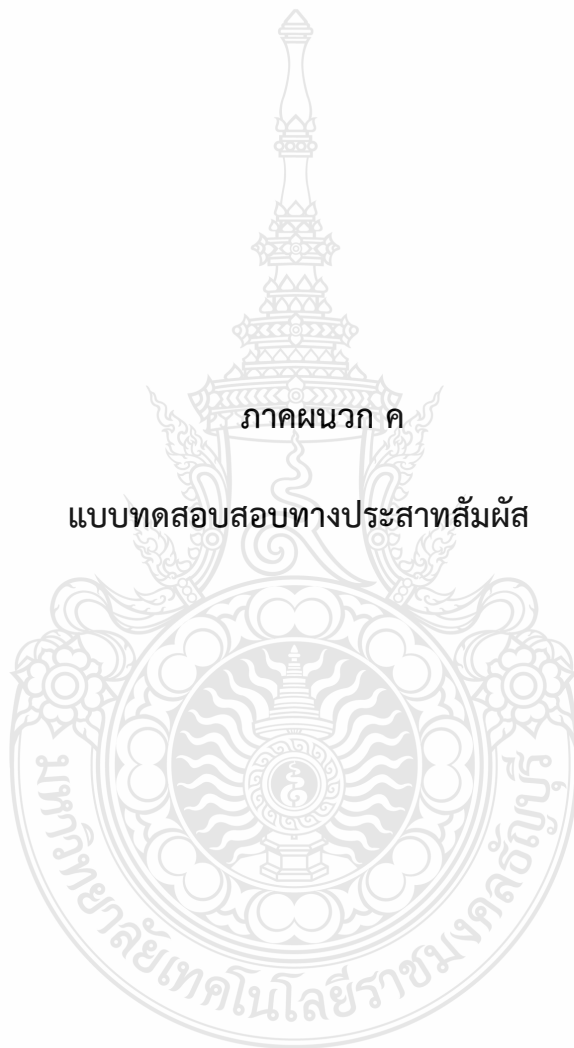 ภาคผนวก ค
แบบทดสอบสอบทางประสาทสัมผัส
มหาวิทยาลัยเทคโนโลยีราชมงคลธัญบุรี